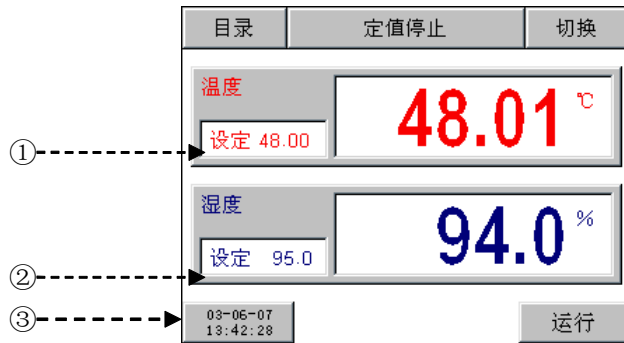 目录 定值停止 切换
温度
48.01 ℃
① 设定 48.00
湿度
94.0 %
② 设定 95.0
③ 03-06-07
13:42:28
运行